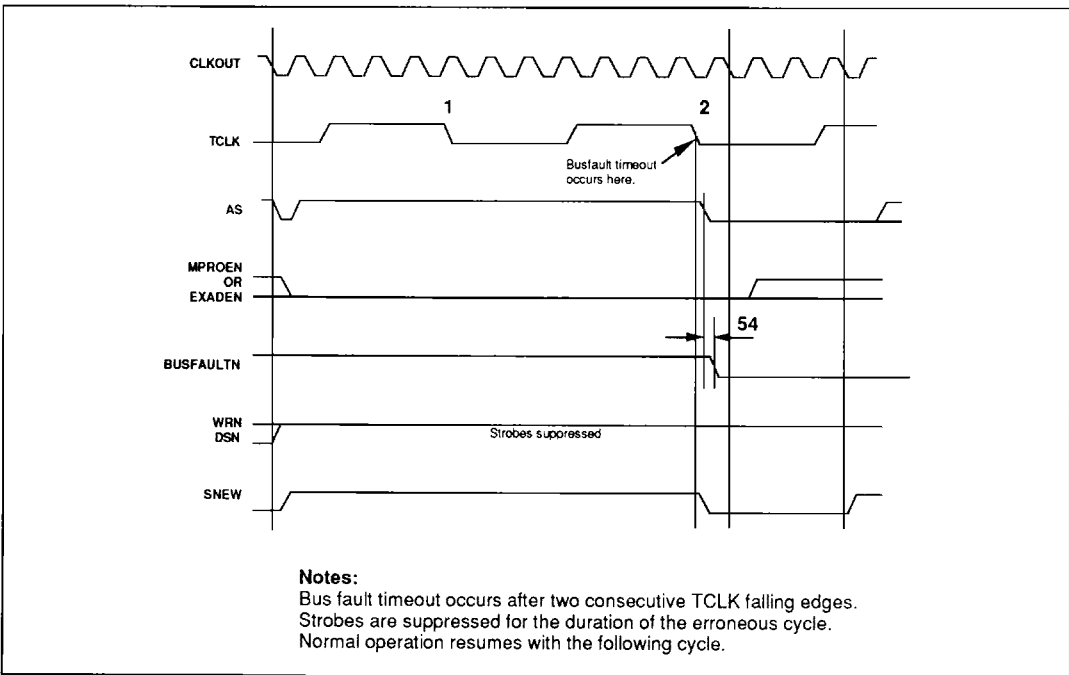 CLKOUT
1
2
TCLK
Busfault timeout
occurs here.
AS
MPROEN
OR
EXADEN
54
BUSFAULTN
WRN
DSN
Strobes suppressed
SNEW
Notes:
Bus fault timeout occurs after two consecutive TCLK falling edges.
Strobes are suppressed for the duration of the erroneous cycle.
Normal operation resumes with the following cycle.